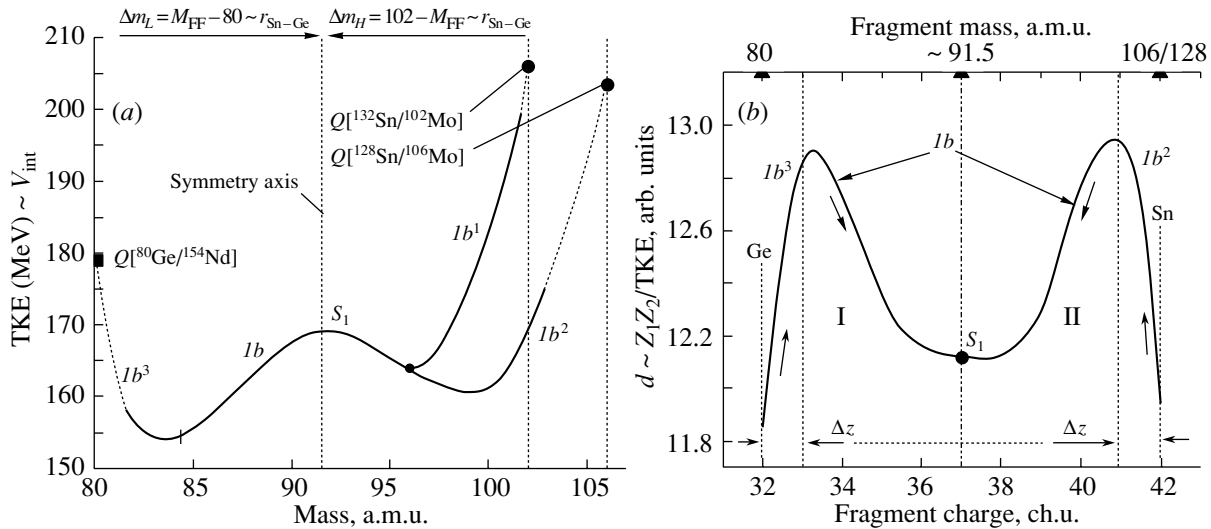 Δm_L = M_FF – 80 ~ r_Sn–Ge
Δm_H = 102 – M_FF ~ r_Sn–Ge
210
200
190
180
170
160
150
TKE (MeV) ~ V_int
(a)
Q[¹³²Sn/¹⁰²Mo]
Q[¹²⁸Sn/¹⁰⁶Mo]
Symmetry axis
Q[⁸⁰Ge/¹⁵⁴Nd]
1b¹
S₁
1b
1b²
1b³
80
85
90
95
100
105
Mass, a.m.u.
Fragment mass, a.m.u.
80
~ 91.5
106/128
(b)
13.0
12.6
12.2
11.8
d ~ Z₁Z₂/TKE, arb. units
1b
1b³
1b²
Ge
Sn
I
II
S₁
Δz
Δz
32
34
36
38
40
42
Fragment charge, ch.u.